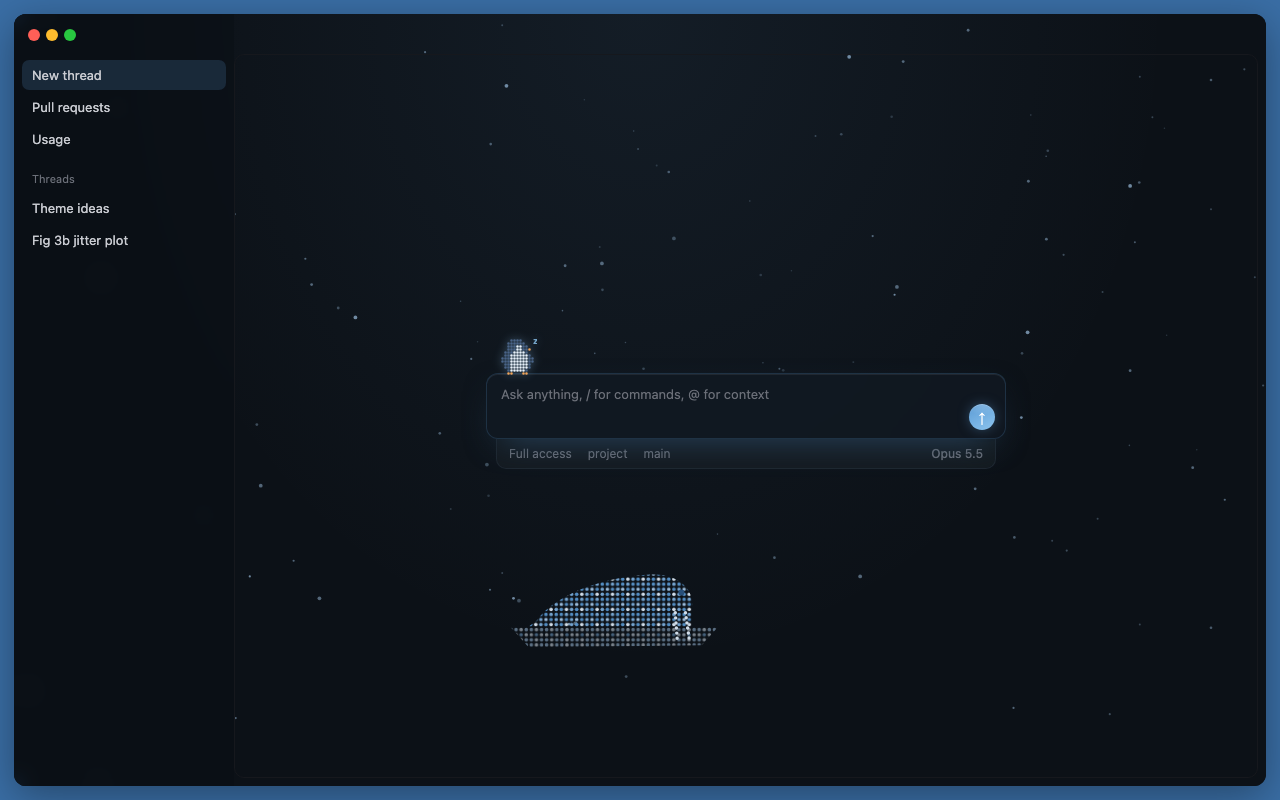 New thread
Pull requests
Usage
Threads
Theme ideas
Fig 3b jitter plot
z
Ask anything, / for commands, @ for context
Full access project main Opus 5.5